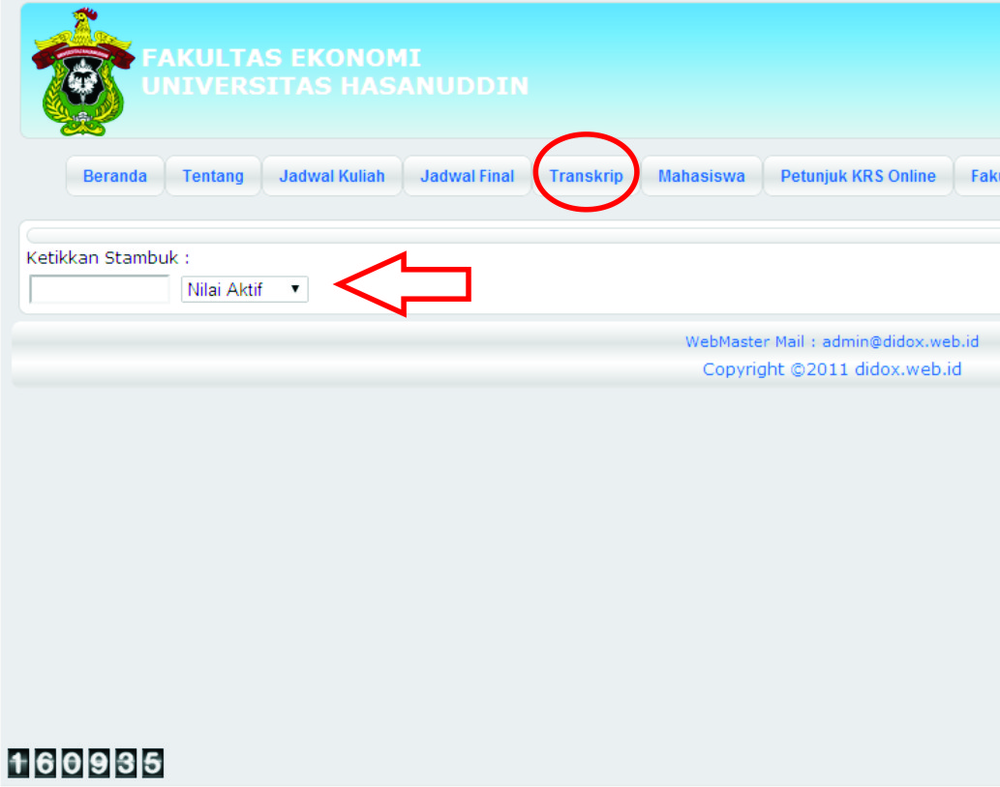 FAKULTAS EKONOMI
UNIVERSITAS HASANUDDIN
Beranda Tentang Jadwal Kuliah Jadwal Final Transkrip Mahasiswa Petunjuk KRS Online
Ketikkan Stambuk :
Nilai Aktif
WebMaster Mail : admin@didox.web.id
Copyright ©2011 didox.web.id
160935